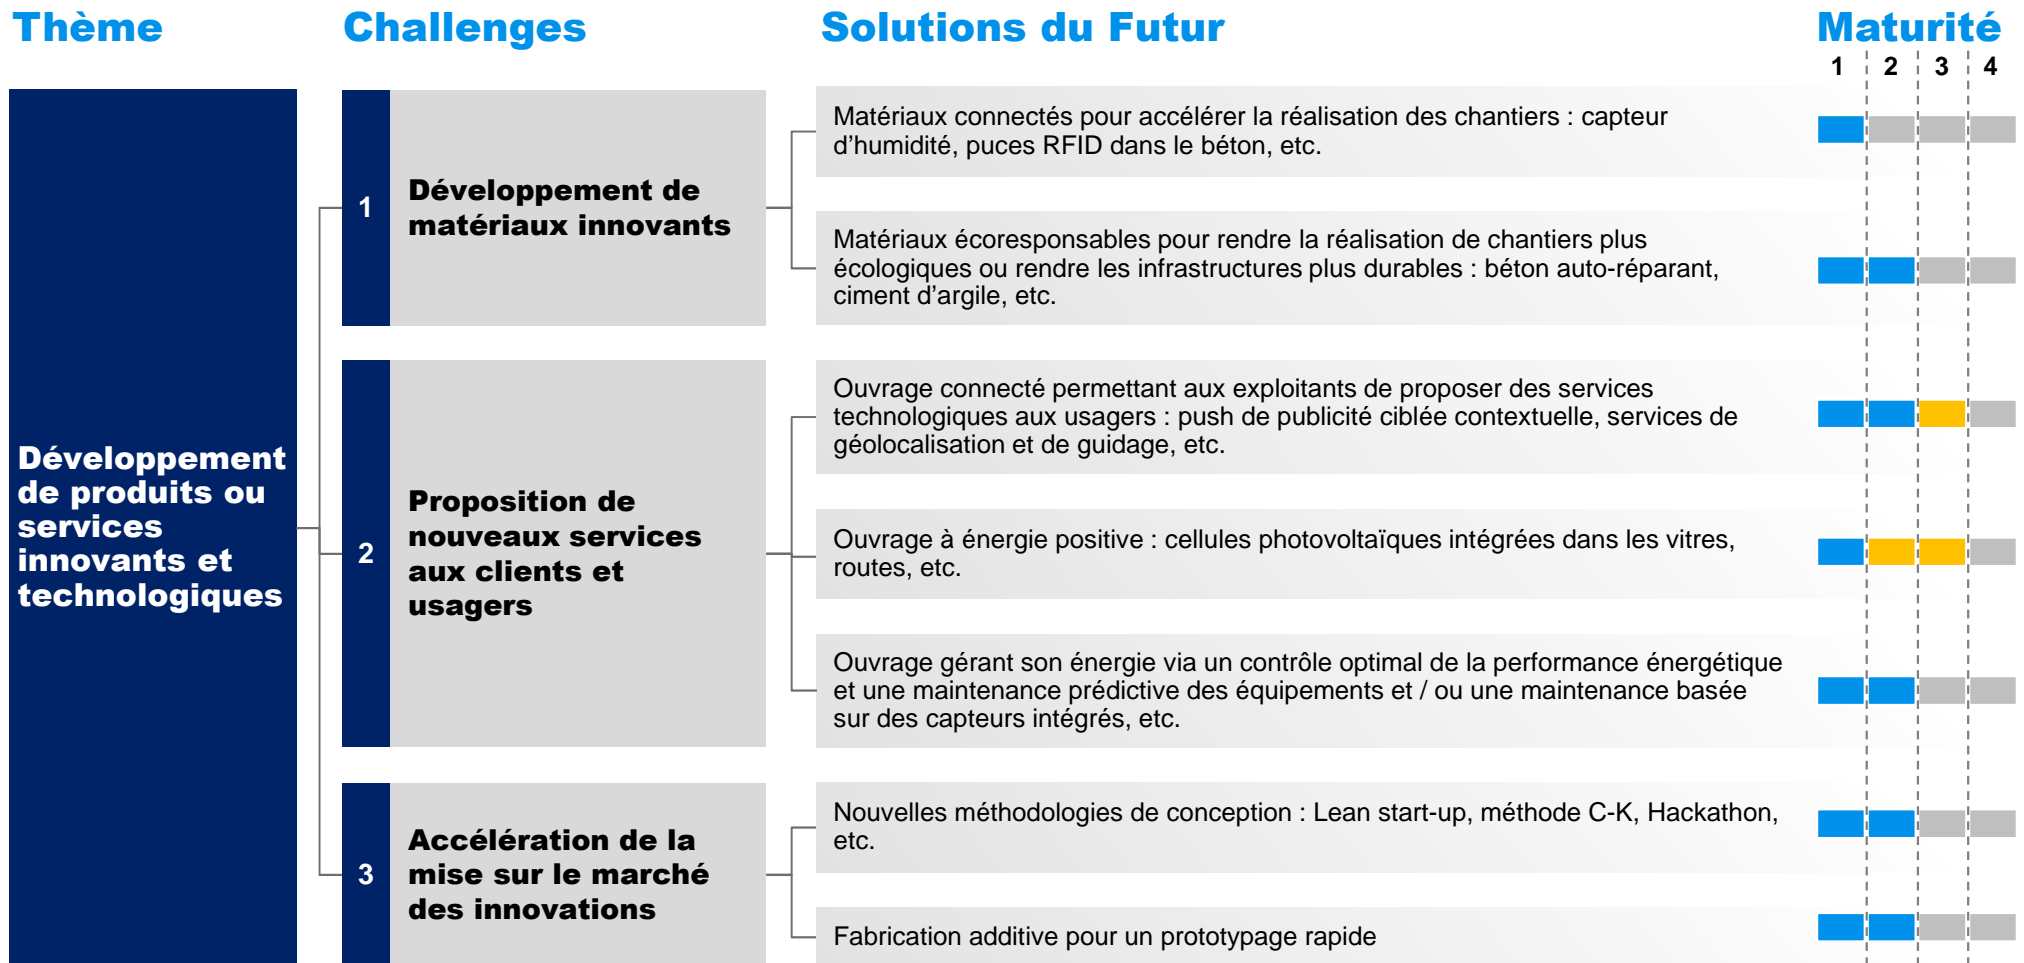 Thème
Challenges
Solutions du Futur
Maturité
1 2 3 4
Développement
de produits ou
services
innovants et
technologiques
1
Développement de
matériaux innovants
Matériaux connectés pour accélérer la réalisation des chantiers : capteur
d’humidité, puces RFID dans le béton, etc.
Matériaux écoresponsables pour rendre la réalisation de chantiers plus
écologiques ou rendre les infrastructures plus durables : béton auto-réparant,
ciment d’argile, etc.
2
Proposition de
nouveaux services
aux clients et
usagers
Ouvrage connecté permettant aux exploitants de proposer des services
technologiques aux usagers : push de publicité ciblée contextuelle, services de
géolocalisation et de guidage, etc.
Ouvrage à énergie positive : cellules photovoltaïques intégrées dans les vitres,
routes, etc.
Ouvrage gérant son énergie via un contrôle optimal de la performance énergétique
et une maintenance prédictive des équipements et / ou une maintenance basée
sur des capteurs intégrés, etc.
3
Accélération de la
mise sur le marché
des innovations
Nouvelles méthodologies de conception : Lean start-up, méthode C-K, Hackathon,
etc.
Fabrication additive pour un prototypage rapide